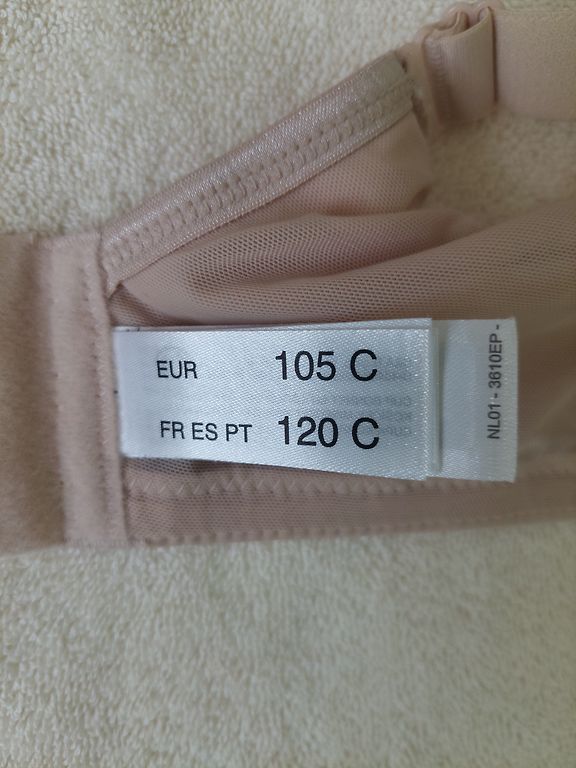 EUR 105 C
FR ES PT 120 C
NL01 - 3610EP -